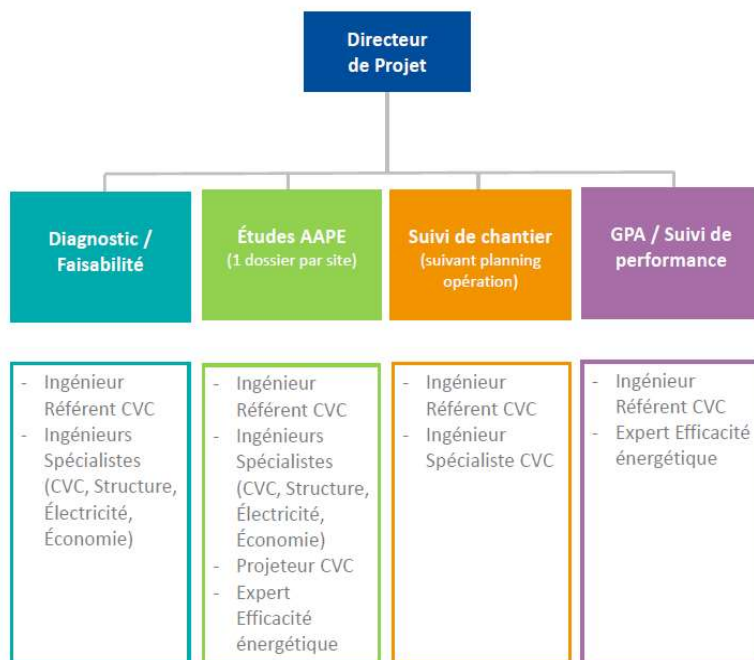 Directeur
de Projet
Diagnostic /
Faisabilité
Études AAPE
(1 dossier par site)
Suivi de chantier
(suivant planning
opération)
GPA / Suivi de
performance
- Ingénieur
Référent CVC
- Ingénieurs
Spécialistes
(CVC, Structure,
Électricité,
Économie)
- Ingénieur
Référent CVC
- Ingénieurs
Spécialistes
(CVC, Structure,
Électricité,
Économie)
- Projeteur CVC
- Expert
Efficacité
énergétique
- Ingénieur
Référent CVC
- Ingénieur
Spécialiste CVC
- Ingénieur
Référent CVC
- Expert Efficacité
énergétique